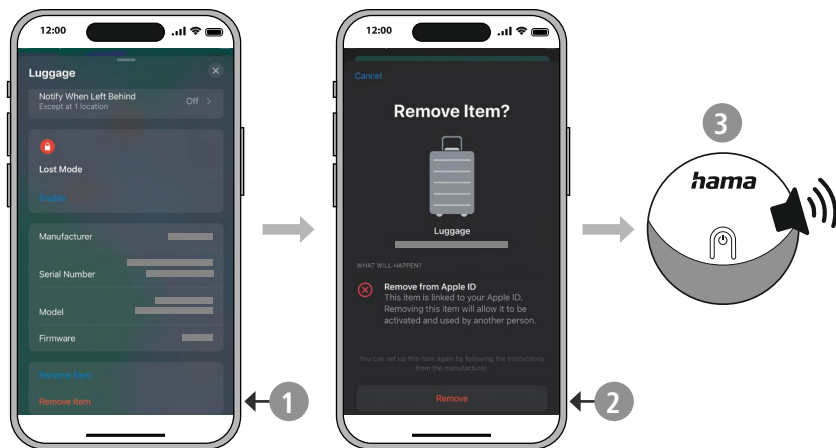 12:00
Luggage
Notify When Left Behind
Except at 1 location
Off
Lost Mode
Enable
Manufacturer
Serial Number
Model
Firmware
Rename Item
Remove Item
1
12:00
Cancel
Remove Item?
Luggage
WHAT WILL HAPPEN?
Remove from Apple ID
This item is linked to your Apple ID.
Removing this item will allow it to be
activated and used by another person.
You can set up this item again by following the instructions
from the manufacturer.
Remove
2
3
hama